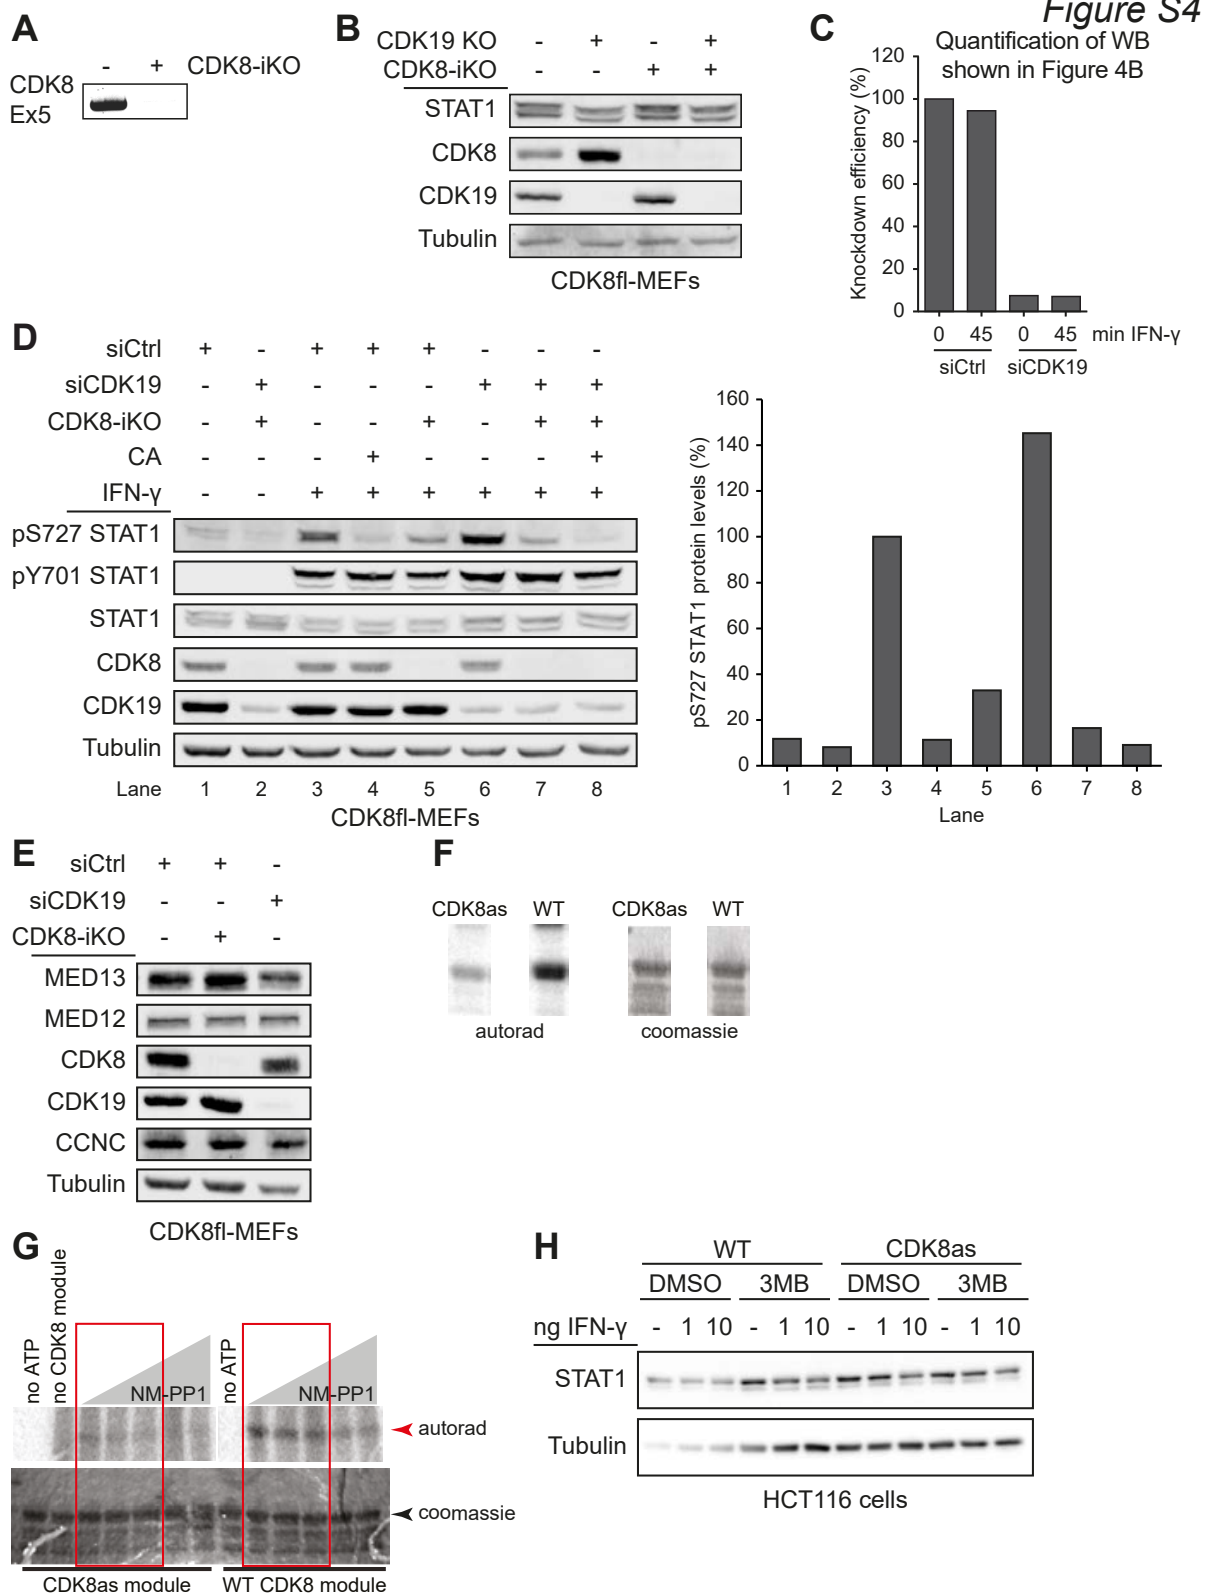 Figure S4
A
- + CDK8-iKO
CDK8
Ex5
B
CDK19 KO - + - +
CDK8-iKO - - + +
STAT1
CDK8
CDK19
Tubulin
CDK8fl-MEFs
C
Quantification of WB
shown in Figure 4B
Knockdown efficiency (%)
120
100
80
60
40
20
0
0 45 0 45 min IFN-γ
siCtrl siCDK19
D
siCtrl + - + + + - - -
siCDK19 - + - - - + + +
CDK8-iKO - + - - + - + +
CA - - - + - - - +
IFN-γ - - + + + + + +
pS727 STAT1
pY701 STAT1
STAT1
CDK8
CDK19
Tubulin
Lane 1 2 3 4 5 6 7 8
CDK8fl-MEFs
pS727 STAT1 protein levels (%)
160
140
120
100
80
60
40
20
0
1 2 3 4 5 6 7 8
Lane
E
siCtrl + + -
siCDK19 - - +
CDK8-iKO - + -
MED13
MED12
CDK8
CDK19
CCNC
Tubulin
CDK8fl-MEFs
F
CDK8as WT CDK8as WT
autorad coomassie
G
no ATP
no CDK8 module
NM-PP1
no ATP
NM-PP1
autorad
coomassie
CDK8as module WT CDK8 module
H
WT CDK8as
DMSO 3MB DMSO 3MB
ng IFN-γ - 1 10 - 1 10 - 1 10 - 1 10
STAT1
Tubulin
HCT116 cells